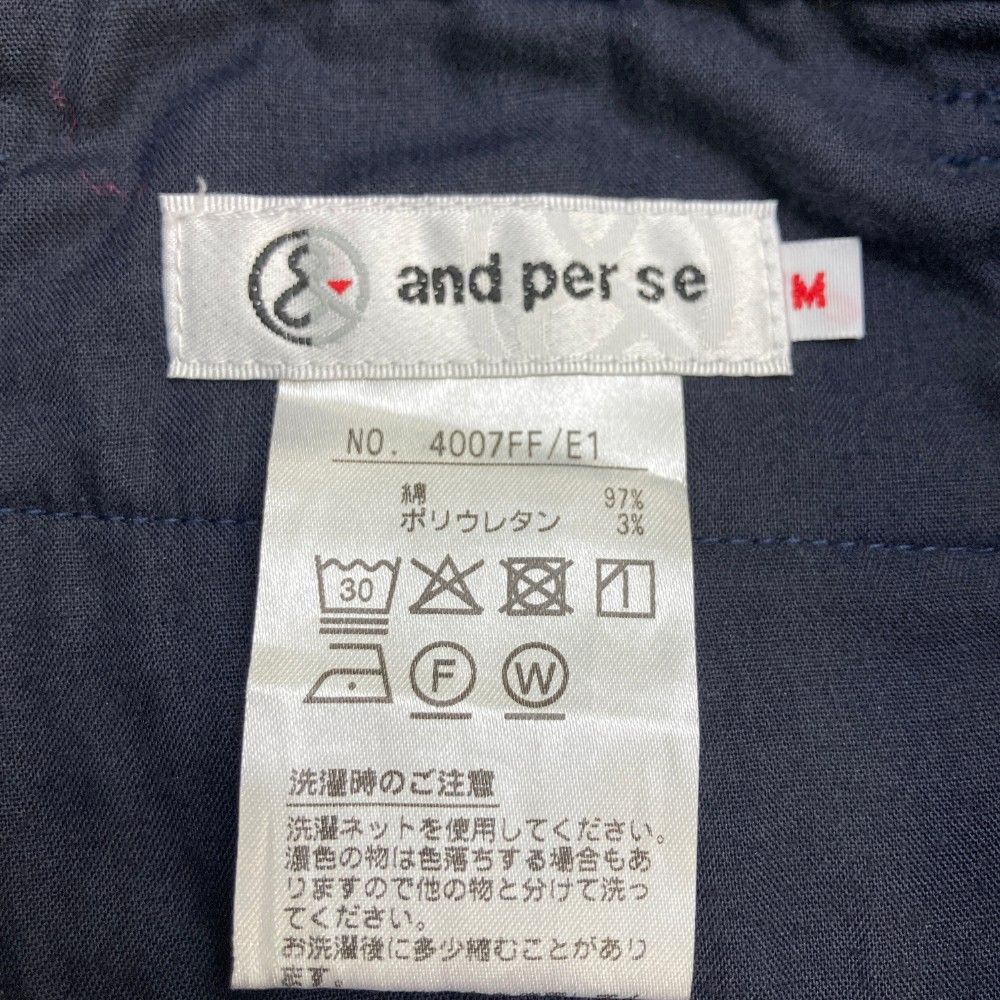 and per se
M
NO. 4007FF/E1
綿 97%
ポリウレタン 3%
30
F W
洗濯時のご注意
洗濯ネットを使用してください。
濃色の物は色落ちする場合もあ
りますので他の物と分けて洗っ
てください。
お洗濯後に多少縮むことがあり
ます。